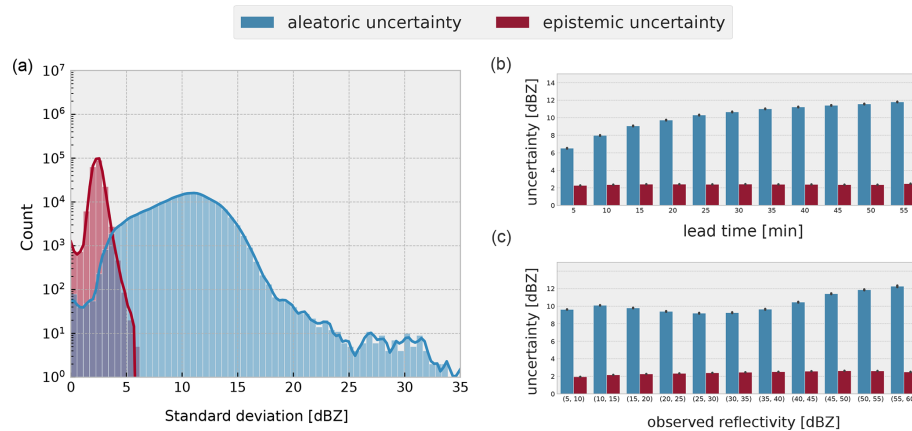 aleatoric uncertainty epistemic uncertainty
(a)
10⁷
10⁶
10⁵
10⁴
10³
10²
10¹
10⁰
Count
0 5 10 15 20 25 30 35
Standard deviation [dBZ]
(b)
uncertainty [dBZ]
14
12
10
8
6
4
2
0
5 10 15 20 25 30 35 40 45 50 55
lead time [min]
(c)
uncertainty [dBZ]
12
10
8
6
4
2
0
(5, 10) (10, 15) (15, 20) (20, 25) (25, 30) (30, 35) (35, 40) (40, 45) (45, 50) (50, 55) (55, 60
observed reflectivity [dBZ]